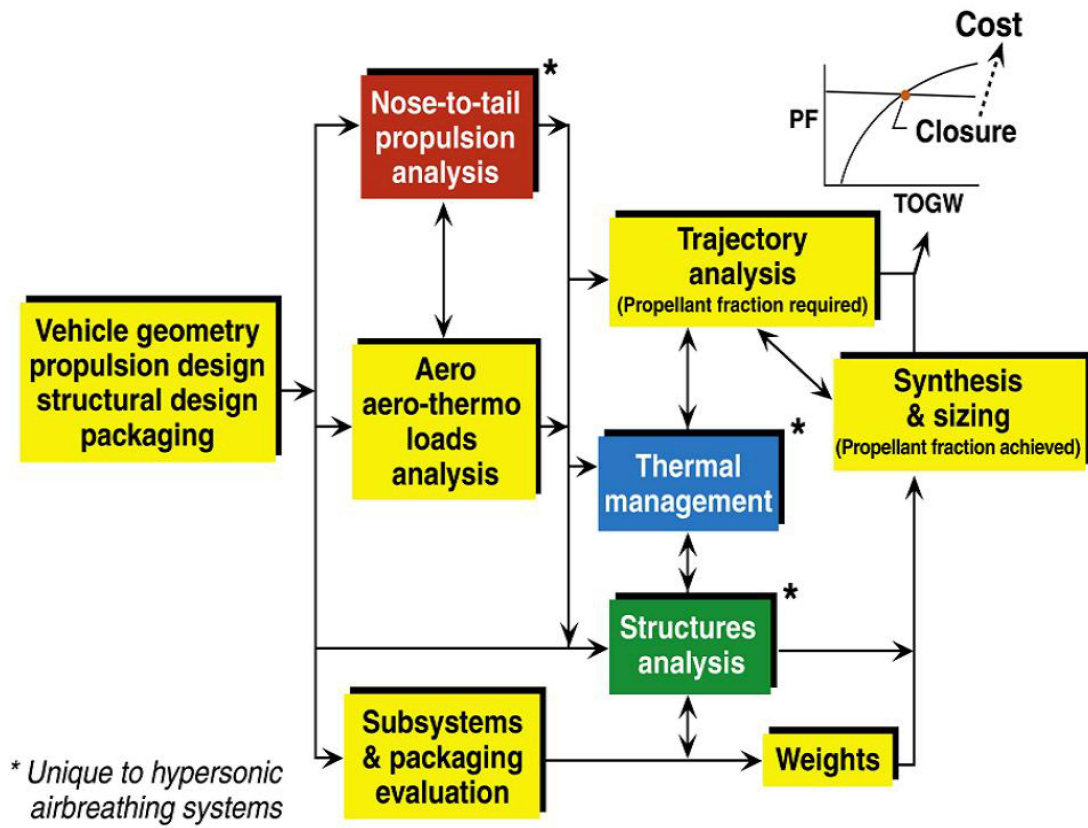 Cost
PF
Closure
TOGW
*
Nose-to-tail
propulsion
analysis
Trajectory
analysis
(Propellant fraction required)
Vehicle geometry
propulsion design
structural design
packaging
Aero
aero-thermo
loads
analysis
Synthesis
& sizing
(Propellant fraction achieved)
*
Thermal
management
*
Structures
analysis
Subsystems
& packaging
evaluation
Weights
* Unique to hypersonic
airbreathing systems